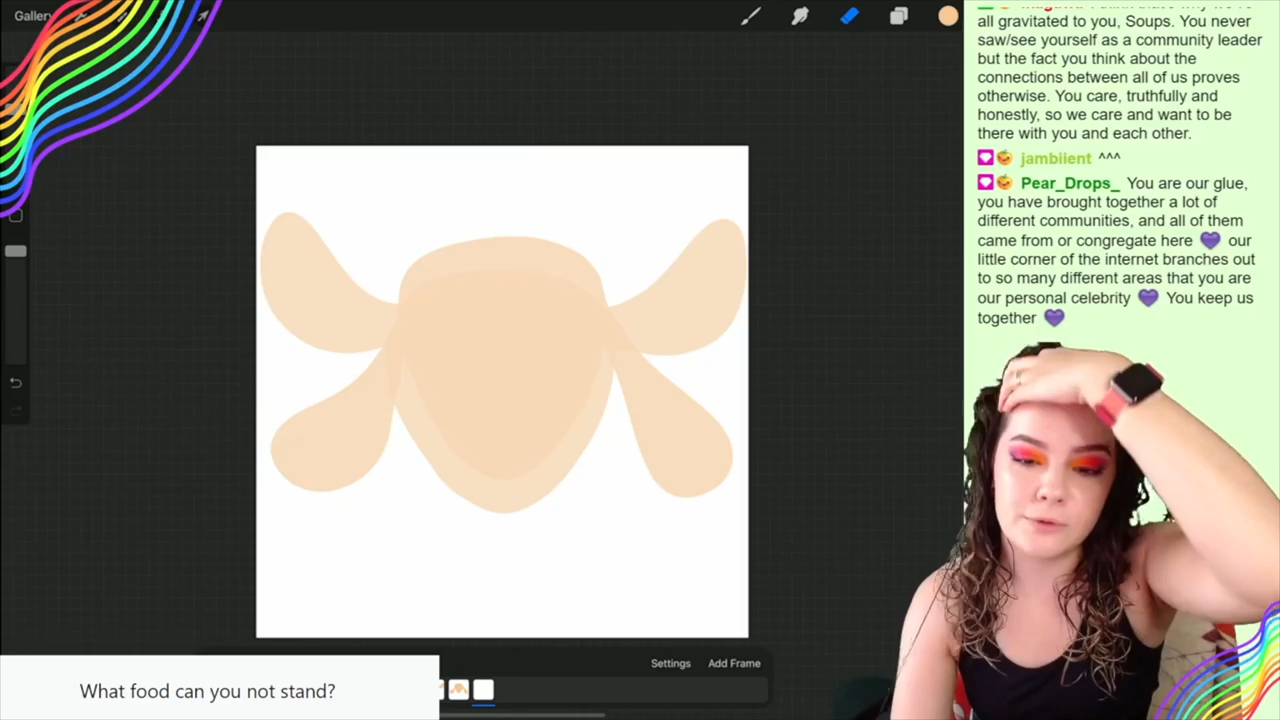 Gallery
all gravitated to you, Soups. You never
saw/see yourself as a community leader
but the fact you think about the
connections between all of us proves
otherwise. You care, truthfully and
honestly, so we care and want to be
there with you and each other.
jambiient ^^^
Pear_Drops_ You are our glue,
you have brought together a lot of
different communities, and all of them
came from or congregate here 💜 our
little corner of the internet branches out
to so many different areas that you are
our personal celebrity 💜 You keep us
together 💜
Settings
Add Frame
What food can you not stand?